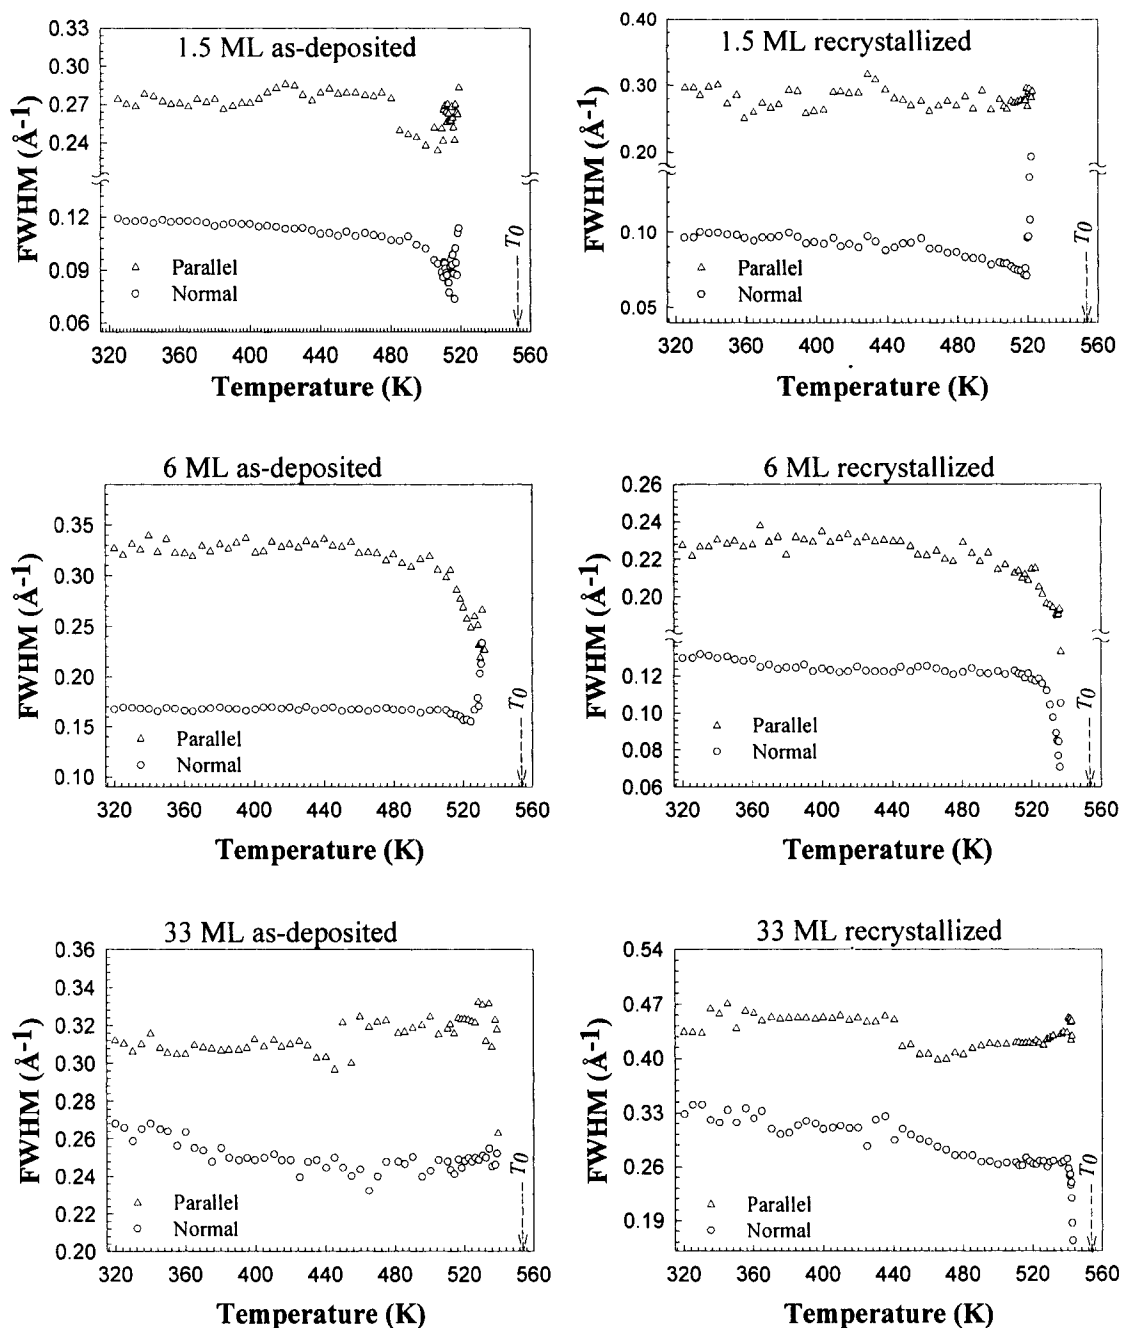 1.5 ML as-deposited
FWHM (Å-1)
0.33
0.30
0.27
0.24
0.12
0.09
0.06
△ Parallel
○ Normal
T0
320 360 400 440 480 520 560
Temperature (K)
1.5 ML recrystallized
FWHM (Å-1)
0.40
0.30
0.20
0.10
0.05
△ Parallel
○ Normal
T0
320 360 400 440 480 520 560
Temperature (K)
6 ML as-deposited
FWHM (Å-1)
0.35
0.30
0.25
0.20
0.15
0.10
△ Parallel
○ Normal
T0
320 360 400 440 480 520 560
Temperature (K)
6 ML recrystallized
FWHM (Å-1)
0.26
0.24
0.22
0.20
0.12
0.10
0.08
0.06
△ Parallel
○ Normal
T0
320 360 400 440 480 520 560
Temperature (K)
33 ML as-deposited
FWHM (Å-1)
0.36
0.34
0.32
0.30
0.28
0.26
0.24
0.22
0.20
△ Parallel
○ Normal
T0
320 360 400 440 480 520 560
Temperature (K)
33 ML recrystallized
FWHM (Å-1)
0.54
0.47
0.40
0.33
0.26
0.19
△ Parallel
○ Normal
T0
320 360 400 440 480 520 560
Temperature (K)